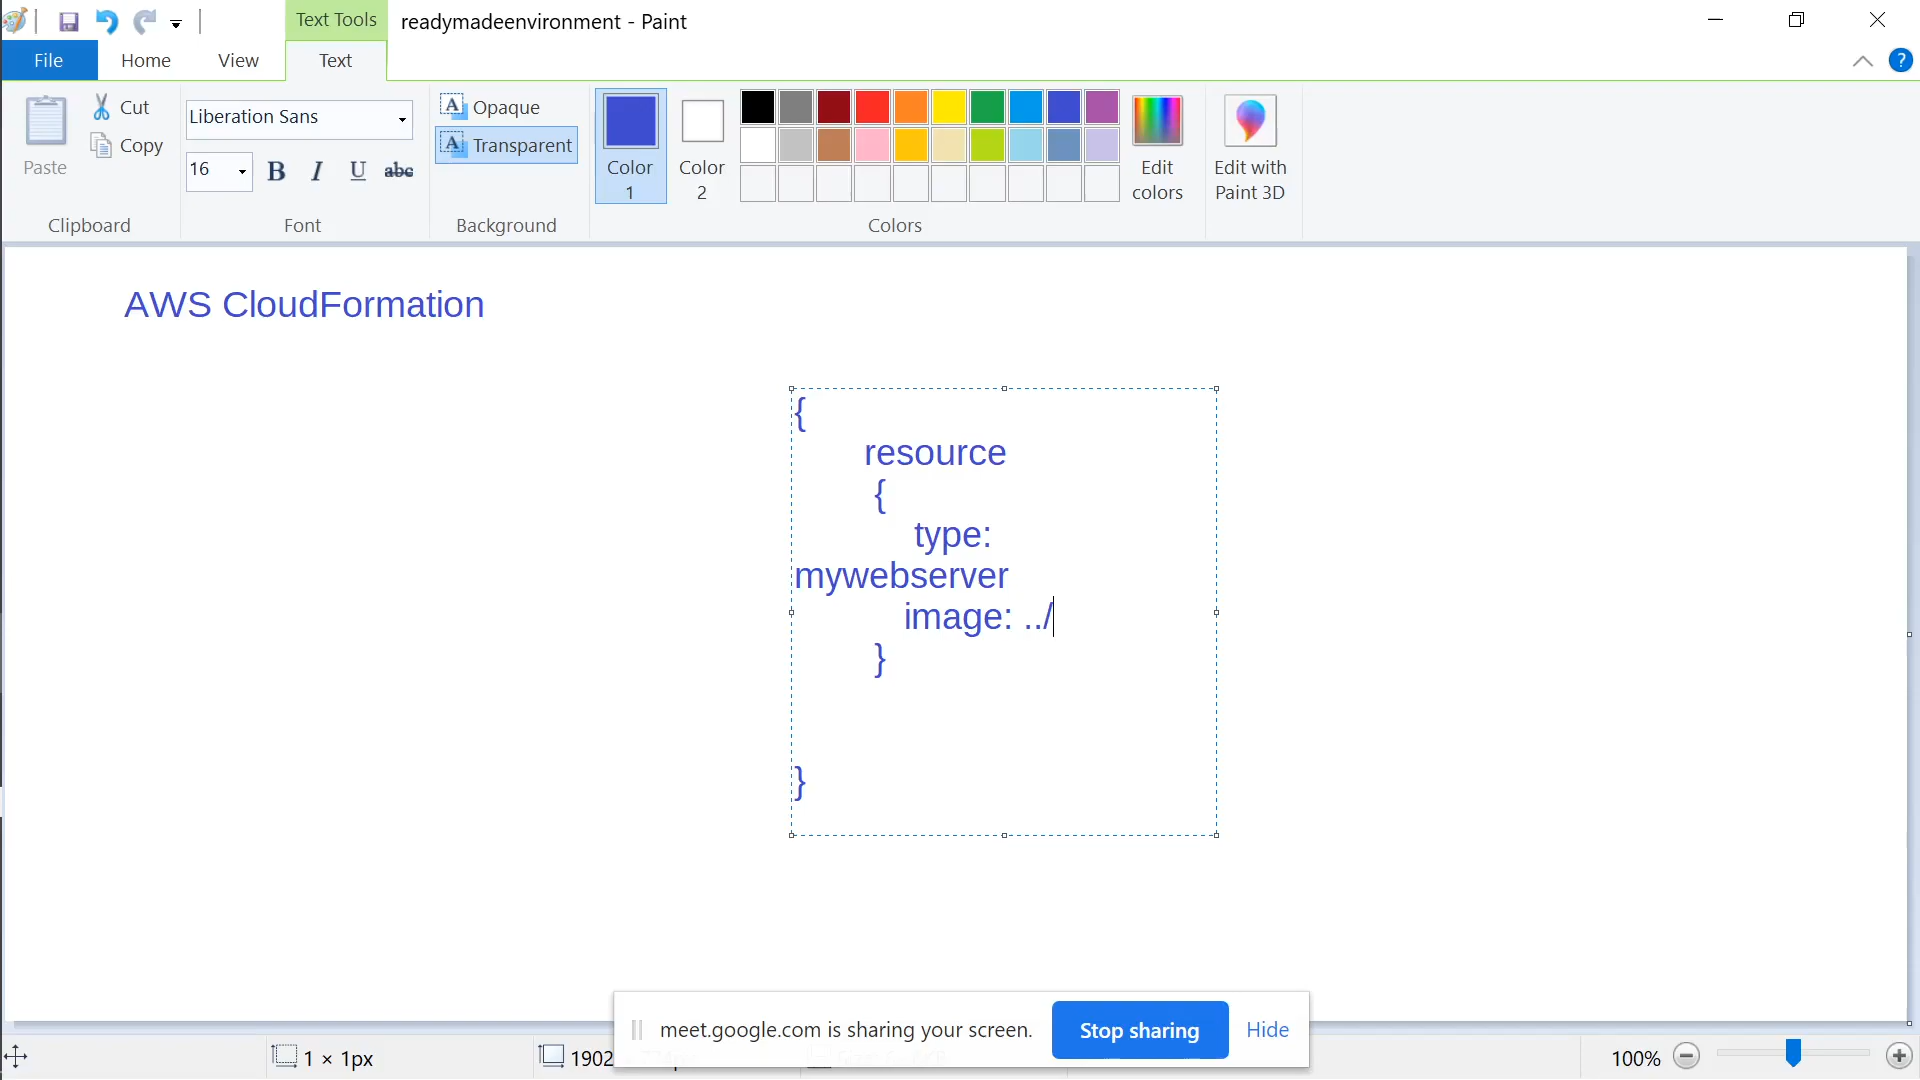 Text Tools
readymadeenvironment - Paint
File
Home
View
Text
?
Paste
Cut
Copy
Clipboard
Liberation Sans
16
B
I
U
abc
Font
A Opaque
A Transparent
Background
Color 1
Color 2
Colors
Edit colors
Edit with Paint 3D
AWS CloudFormation
{
resource
{
type:
mywebserver
image: ../
}
}
meet.google.com is sharing your screen.
Stop sharing
Hide
1 × 1px
1902
100%